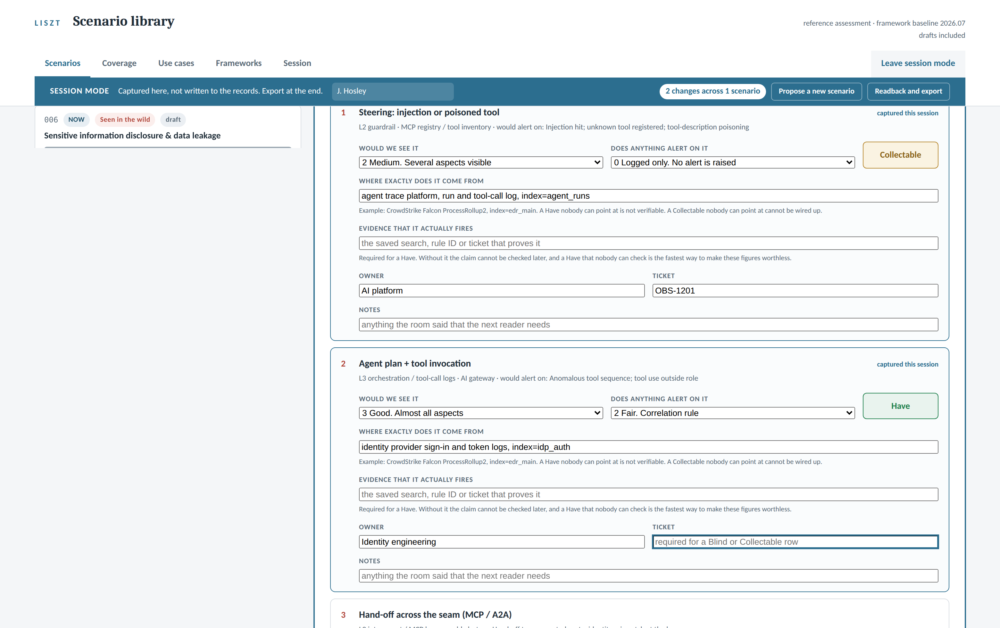 LISZT Scenario library
reference assessment · framework baseline 2026.07
drafts included
Scenarios Coverage Use cases Frameworks Session Leave session mode
SESSION MODE Captured here, not written to the records. Export at the end. J. Hosley 2 changes across 1 scenario Propose a new scenario Readback and export
006 NOW Seen in the wild draft
Sensitive information disclosure & data leakage
1 Steering: injection or poisoned tool captured this session
L2 guardrail · MCP registry / tool inventory · would alert on: Injection hit; unknown tool registered; tool-description poisoning
WOULD WE SEE IT DOES ANYTHING ALERT ON IT
2 Medium. Several aspects visible 0 Logged only. No alert is raised Collectable
WHERE EXACTLY DOES IT COME FROM
agent trace platform, run and tool-call log, index=agent_runs
Example: CrowdStrike Falcon ProcessRollup2, index=edr_main. A Have nobody can point at is not verifiable. A Collectable nobody can point at cannot be wired up.
EVIDENCE THAT IT ACTUALLY FIRES
the saved search, rule ID or ticket that proves it
Required for a Have. Without it the claim cannot be checked later, and a Have that nobody can check is the fastest way to make these figures worthless.
OWNER TICKET
AI platform OBS-1201
NOTES
anything the room said that the next reader needs
2 Agent plan + tool invocation captured this session
L3 orchestration / tool-call logs · AI gateway · would alert on: Anomalous tool sequence; tool use outside role
WOULD WE SEE IT DOES ANYTHING ALERT ON IT
3 Good. Almost all aspects 2 Fair. Correlation rule Have
WHERE EXACTLY DOES IT COME FROM
identity provider sign-in and token logs, index=idp_auth
Example: CrowdStrike Falcon ProcessRollup2, index=edr_main. A Have nobody can point at is not verifiable. A Collectable nobody can point at cannot be wired up.
EVIDENCE THAT IT ACTUALLY FIRES
the saved search, rule ID or ticket that proves it
Required for a Have. Without it the claim cannot be checked later, and a Have that nobody can check is the fastest way to make these figures worthless.
OWNER TICKET
Identity engineering required for a Blind or Collectable row
NOTES
anything the room said that the next reader needs
3 Hand-off across the seam (MCP / A2A)